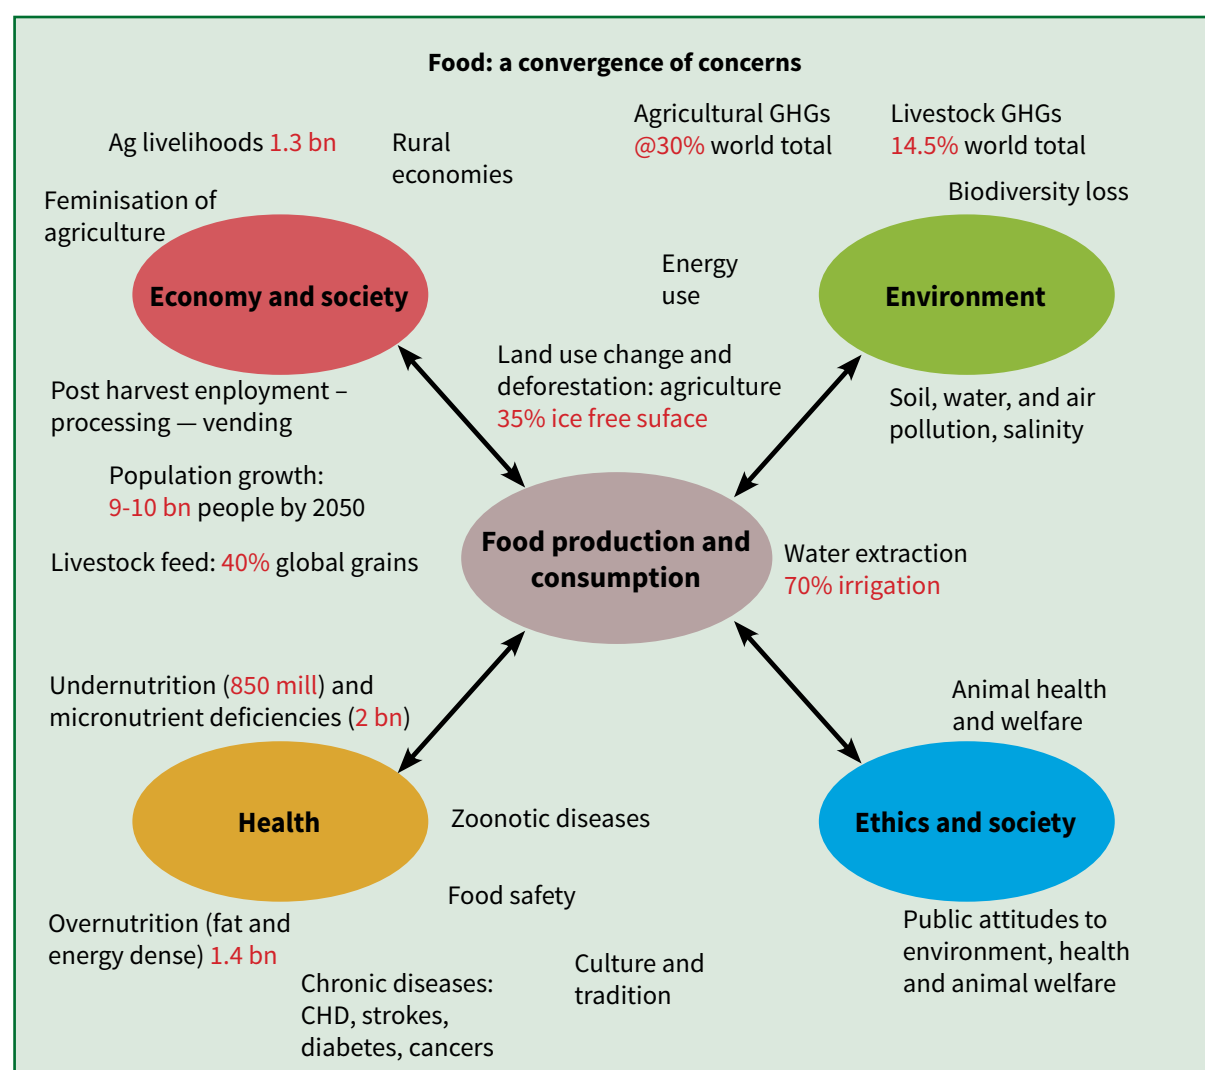 Food: a convergence of concerns
Ag livelihoods 1.3 bn
Rural
economies
Agricultural GHGs
@30% world total
Livestock GHGs
14.5% world total
Biodiversity loss
Feminisation of
agriculture
Economy and society
Energy
use
Environment
Land use change and
deforestation: agriculture
35% ice free suface
Post harvest enployment –
processing — vending
Soil, water, and air
pollution, salinity
Population growth:
9-10 bn people by 2050
Livestock feed: 40% global grains
Food production and
consumption
Water extraction
70% irrigation
Undernutrition (850 mill) and
micronutrient deficiencies (2 bn)
Animal health
and welfare
Health
Zoonotic diseases
Ethics and society
Food safety
Overnutrition (fat and
energy dense) 1.4 bn
Public attitudes to
environment, health
and animal welfare
Culture and
tradition
Chronic diseases:
CHD, strokes,
diabetes, cancers